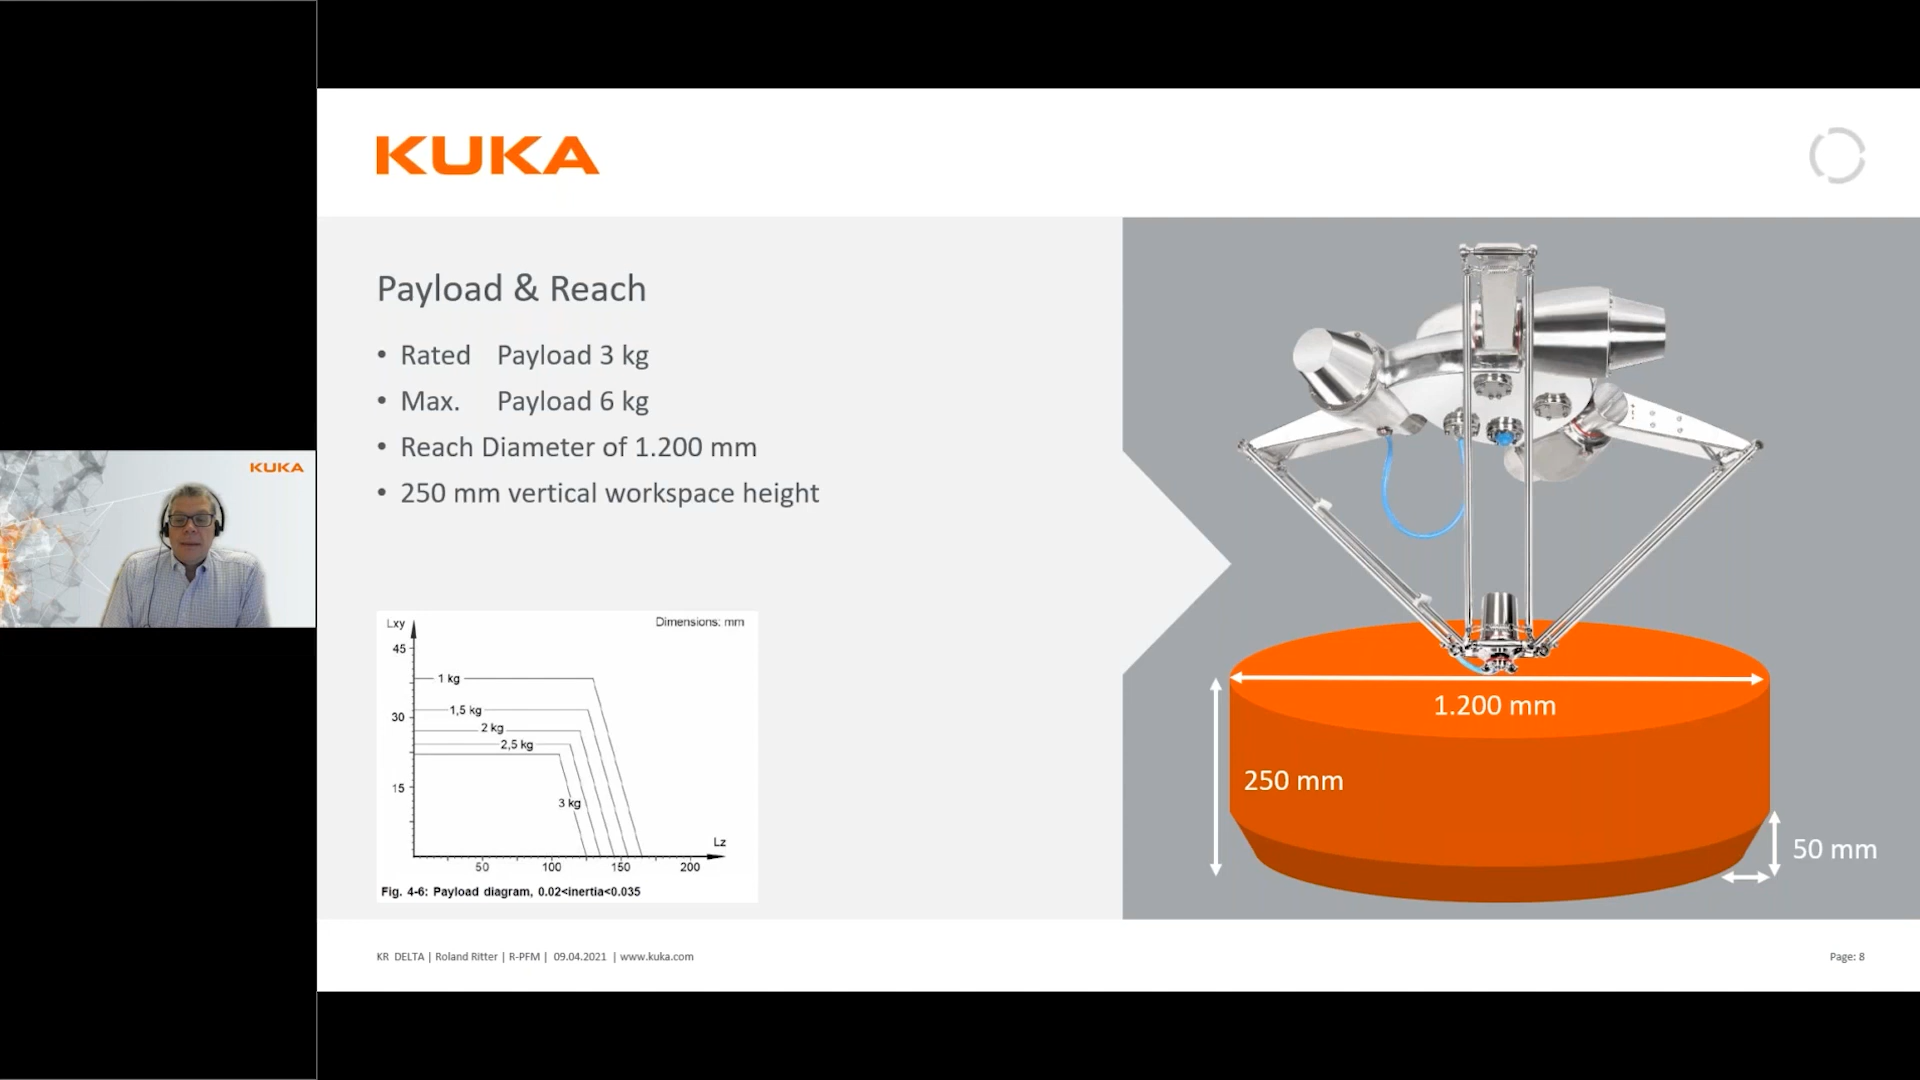 KUKA
KUKA
Payload & Reach
• Rated Payload 3 kg
• Max. Payload 6 kg
• Reach Diameter of 1.200 mm
• 250 mm vertical workspace height
Lxy
Dimensions: mm
45
1 kg
1,5 kg
30
2 kg
2,5 kg
15
3 kg
Lz
50 100 150 200
Fig. 4-6: Payload diagram, 0.02<inertia<0.035
1.200 mm
250 mm
50 mm
KR DELTA | Roland Ritter | R-PFM | 09.04.2021 | www.kuka.com
Page: 8